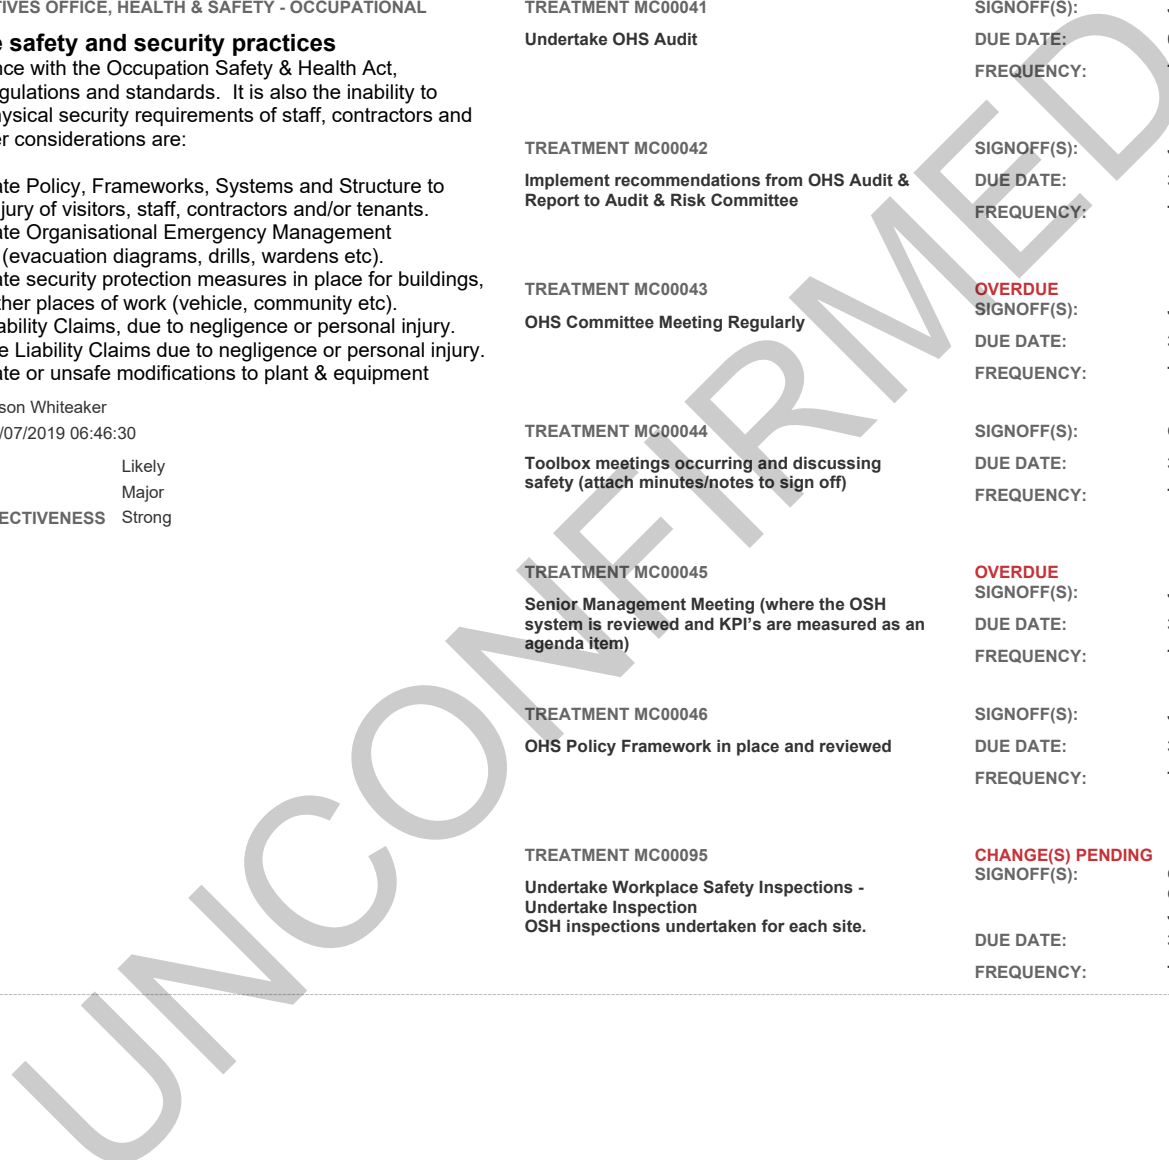 TIVES OFFICE, HEALTH & SAFETY - OCCUPATIONAL
e safety and security practices
nce with the Occupation Safety & Health Act,
gulations and standards. It is also the inability to
ysical security requirements of staff, contractors and
er considerations are:
ate Policy, Frameworks, Systems and Structure to
jury of visitors, staff, contractors and/or tenants.
ate Organisational Emergency Management
(evacuation diagrams, drills, wardens etc).
ate security protection measures in place for buildings,
ther places of work (vehicle, community etc).
ability Claims, due to negligence or personal injury.
e Liability Claims due to negligence or personal injury.
ate or unsafe modifications to plant & equipment
son Whiteaker
/07/2019 06:46:30
Likely
Major
ECTIVENESS Strong
TREATMENT MC00041
SIGNOFF(S):
Undertake OHS Audit
DUE DATE:
FREQUENCY:
TREATMENT MC00042
SIGNOFF(S):
Implement recommendations from OHS Audit &
Report to Audit & Risk Committee
DUE DATE:
FREQUENCY:
TREATMENT MC00043
OVERDUE
SIGNOFF(S):
OHS Committee Meeting Regularly
DUE DATE:
FREQUENCY:
TREATMENT MC00044
SIGNOFF(S):
Toolbox meetings occurring and discussing
safety (attach minutes/notes to sign off)
DUE DATE:
FREQUENCY:
TREATMENT MC00045
OVERDUE
SIGNOFF(S):
Senior Management Meeting (where the OSH
system is reviewed and KPI's are measured as an
agenda item)
DUE DATE:
FREQUENCY:
TREATMENT MC00046
SIGNOFF(S):
OHS Policy Framework in place and reviewed
DUE DATE:
FREQUENCY:
TREATMENT MC00095
CHANGE(S) PENDING
SIGNOFF(S):
Undertake Workplace Safety Inspections -
Undertake Inspection
OSH inspections undertaken for each site.
DUE DATE:
FREQUENCY:
UNCONFIRMED